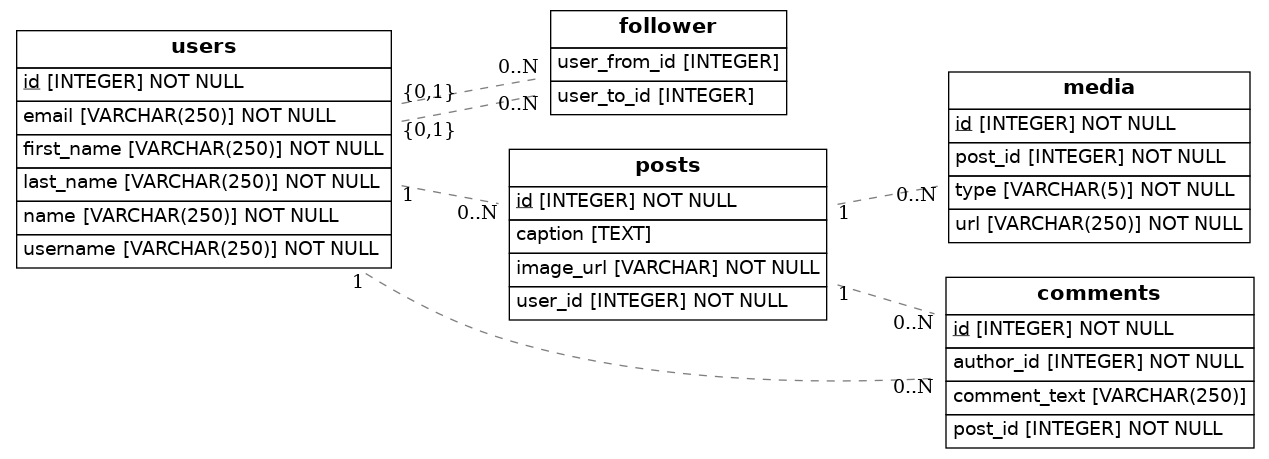 users
id [INTEGER] NOT NULL
email [VARCHAR(250)] NOT NULL
first_name [VARCHAR(250)] NOT NULL
last_name [VARCHAR(250)] NOT NULL
name [VARCHAR(250)] NOT NULL
username [VARCHAR(250)] NOT NULL
follower
user_from_id [INTEGER]
user_to_id [INTEGER]
0..N
{0,1}
0..N
{0,1}
posts
id [INTEGER] NOT NULL
caption [TEXT]
image_url [VARCHAR] NOT NULL
user_id [INTEGER] NOT NULL
1
0..N
media
id [INTEGER] NOT NULL
post_id [INTEGER] NOT NULL
type [VARCHAR(5)] NOT NULL
url [VARCHAR(250)] NOT NULL
1
0..N
comments
id [INTEGER] NOT NULL
author_id [INTEGER] NOT NULL
comment_text [VARCHAR(250)]
post_id [INTEGER] NOT NULL
1
0..N
1
0..N